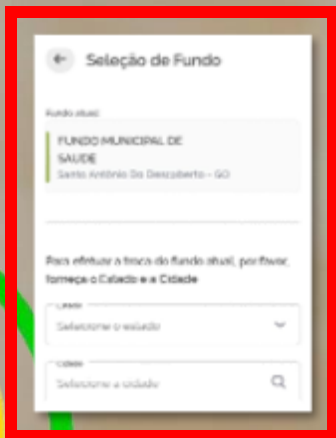 Seleção de Fundo
Fundo atual
FUNDO MUNICIPAL DE
SAUDE
Santo Antônio Do Descoberto - GO
Para efetuar a troca do fundo atual, por favor,
forneça o Estado e a Cidade
Estado
Selecione o estado
Cidade
Selecione a cidade